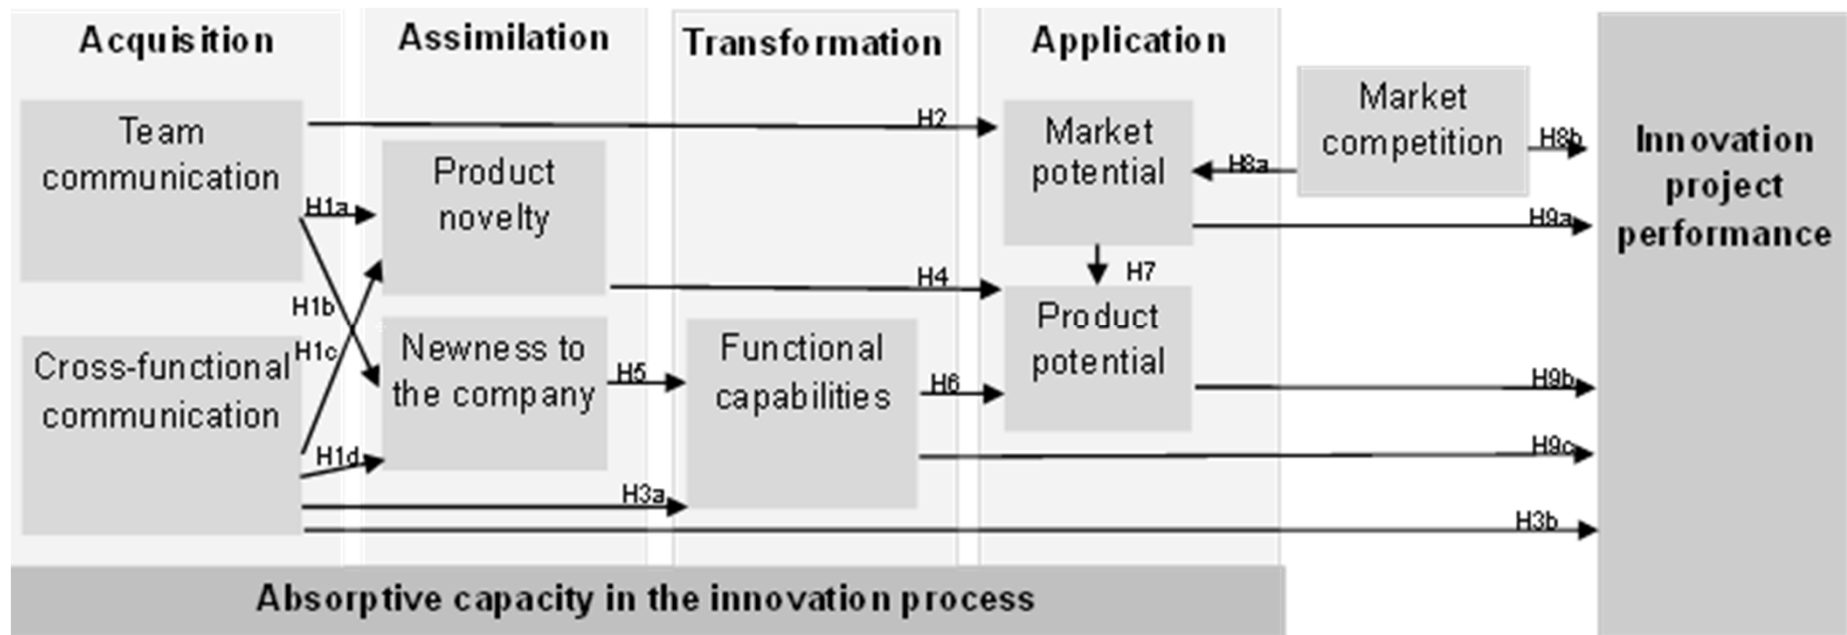 Acquisition
Assimilation
Transformation
Application
Team
communication
Cross-functional
communication
Product
novelty
Newness to
the company
Functional
capabilities
Market
potential
Product
potential
Market
competition
Innovation
project
performance
H2
H1a
H1b
H1c
H1d
H3a
H4
H5
H6
H7
H8a
H8b
H9a
H9b
H9c
H3b
Absorptive capacity in the innovation process